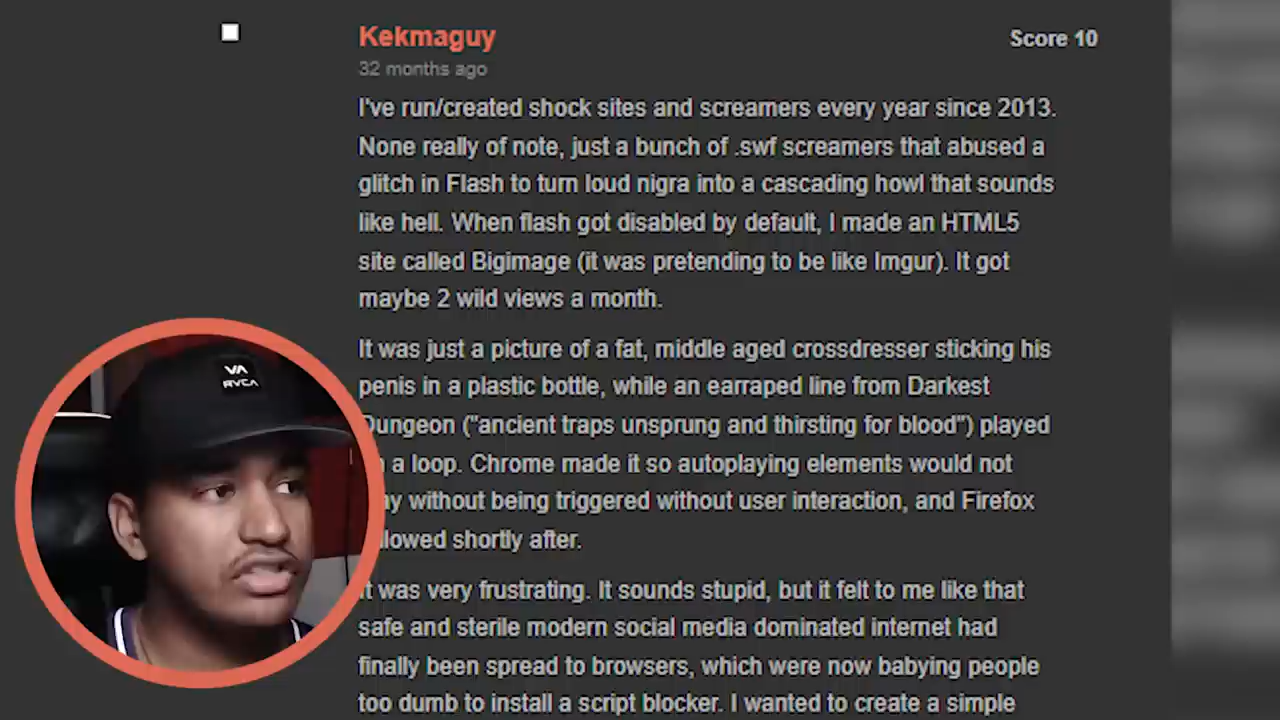 Kekmaguy
Score 10
32 months ago
I've run/created shock sites and screamers every year since 2013.
None really of note, just a bunch of .swf screamers that abused a
glitch in Flash to turn loud nigra into a cascading howl that sounds
like hell. When flash got disabled by default, I made an HTML5
site called Bigimage (it was pretending to be like Imgur). It got
maybe 2 wild views a month.
It was just a picture of a fat, middle aged crossdresser sticking his
penis in a plastic bottle, while an earraped line from Darkest
Dungeon ("ancient traps unsprung and thirsting for blood") played
a loop. Chrome made it so autoplaying elements would not
without being triggered without user interaction, and Firefox
shortly after.
It was very frustrating. It sounds stupid, but it felt to me like that
safe and sterile modern social media dominated internet had
finally been spread to browsers, which were now babying people
too dumb to install a script blocker. I wanted to create a simple
VA
RVCA